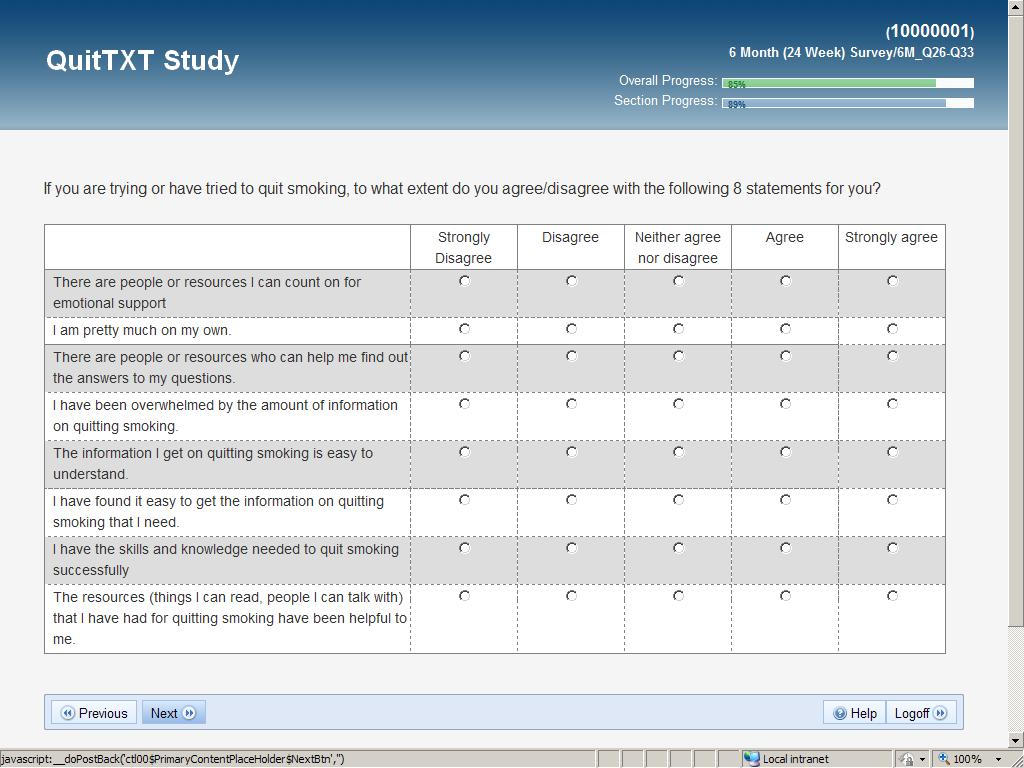 (10000001)
QuitTXT Study
6 Month (24 Week) Survey/6M_Q26-Q33
Overall Progress: 85%
Section Progress: 89%
If you are trying or have tried to quit smoking, to what extent do you agree/disagree with the following 8 statements for you?
Strongly Disagree Neither agree Agree Strongly agree
Disagree nor disagree
There are people or resources I can count on for
emotional support
I am pretty much on my own.
There are people or resources who can help me find out
the answers to my questions.
I have been overwhelmed by the amount of information
on quitting smoking.
The information I get on quitting smoking is easy to
understand.
I have found it easy to get the information on quitting
smoking that I need.
I have the skills and knowledge needed to quit smoking
successfully
The resources (things I can read, people I can talk with)
that I have had for quitting smoking have been helpful to
me.
Previous Next Help Logoff
javascript:__doPostBack('ctl00$PrimaryContentPlaceHolder$NextBtn','') Local intranet 100%